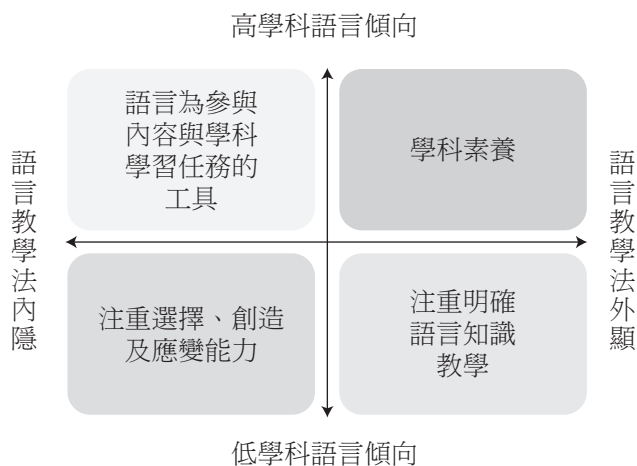 高學科語言傾向
語言為參與
內容與學科
學習任務的
工具
學科素養
語言教學法內隱
語言教學法外顯
注重選擇、創造
及應變能力
注重明確
語言知識
教學
低學科語言傾向